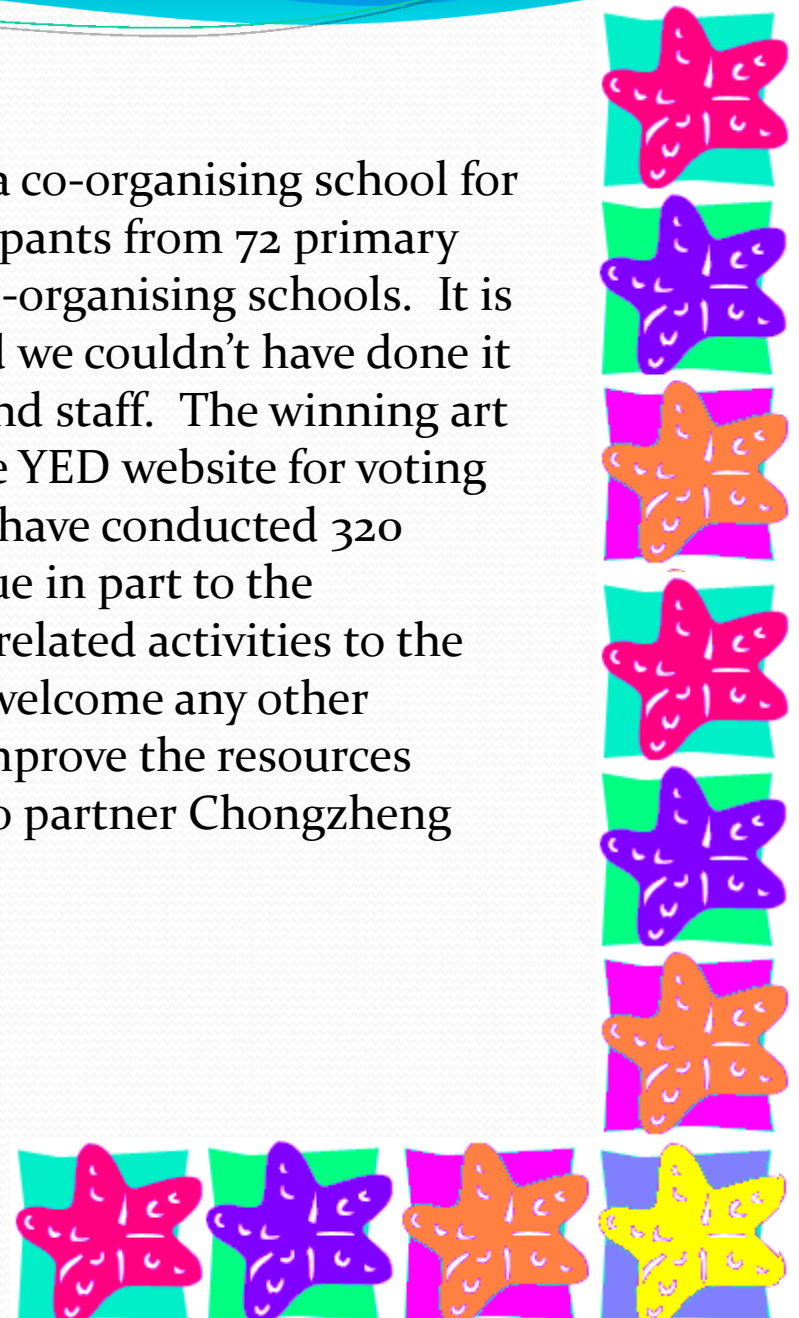 a co-organising school for
pants from 72 primary
-organising schools.  It is
we couldn't have done it
nd staff.  The winning art
e YED website for voting
have conducted 320
ue in part to the
related activities to the
welcome any other
mprove the resources
o partner Chongzheng